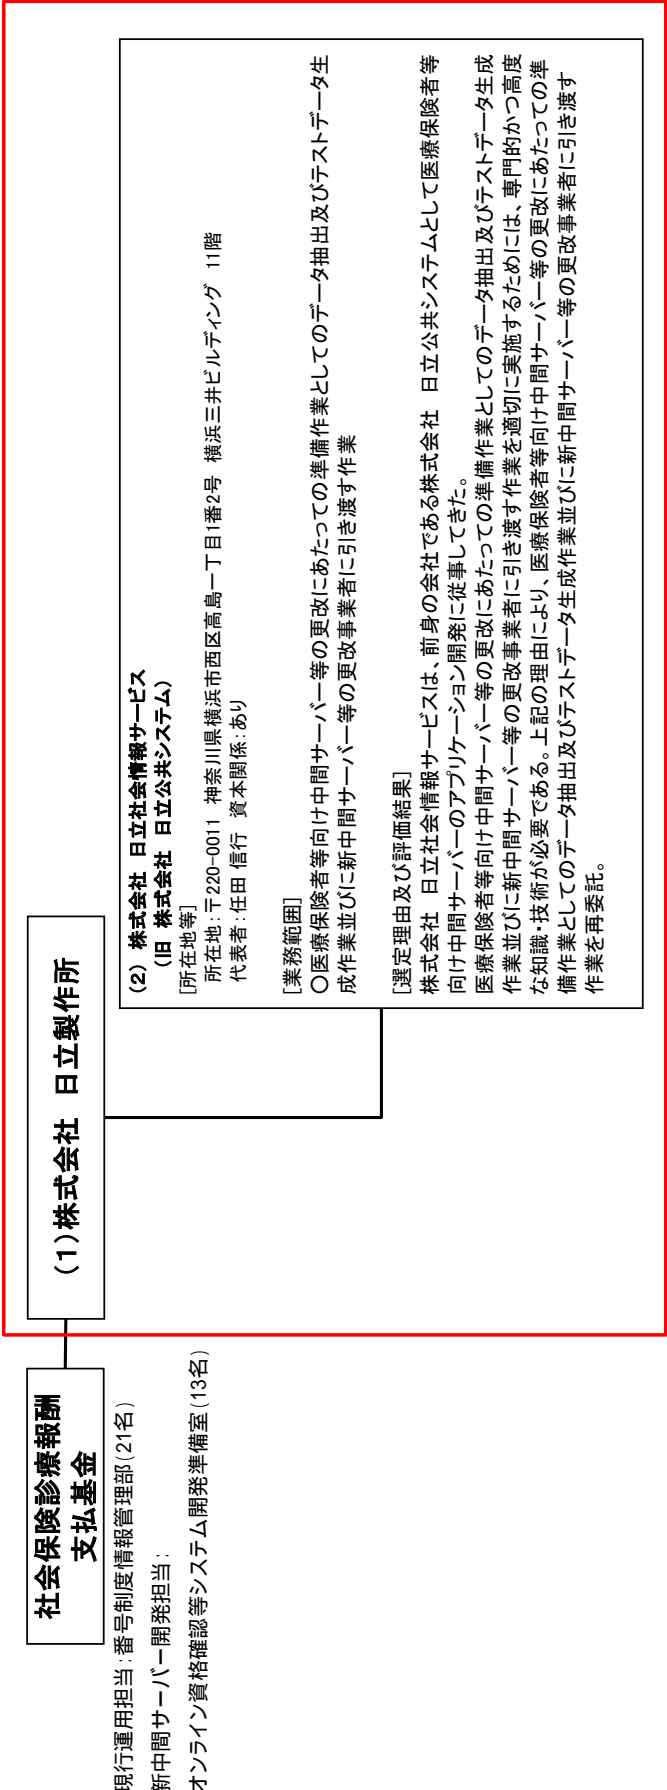 社会保険診療報酬
支払基金
現行運用担当：番号制度情報管理部（21名）
新中間サーバー開発担当：
オンライン資格確認等システム開発準備室（13名）
（1）株式会社　日立製作所
（2）　株式会社　日立社会情報サービス
（旧　株式会社　日立公共システム）
［所在地等］
所在地：〒220-0011　神奈川県横浜市西区高島一丁目1番2号　横浜三井ビルディング　11階
代表者：任田 信行　資本関係：あり
［業務範囲］
○医療保険者等向け中間サーバー等の更改にあたっての準備作業としてのデータ抽出及びテストデータ生
成作業並びに新中間サーバー等の更改事業者に引き渡す作業
［選定理由及び評価結果］
株式会社　日立社会情報サービスは、前身の会社である株式会社　日立公共システムとして医療保険者等
向け中間サーバーのアプリケーション開発に従事してきた。
医療保険者等向け中間サーバー等の更改にあたっての準備作業としてのデータ抽出及びテストデータ生成
作業並びに新中間サーバー等の更改事業者に引き渡す作業を適切に実施するためには、専門的かつ高度
な知識・技術が必要である。上記の理由により、医療保険者等向け中間サーバー等の更改にあたっての準
備作業としてのデータ抽出及びテストデータ生成作業並びに新中間サーバー等の更改事業者に引き渡す
作業を再委託。